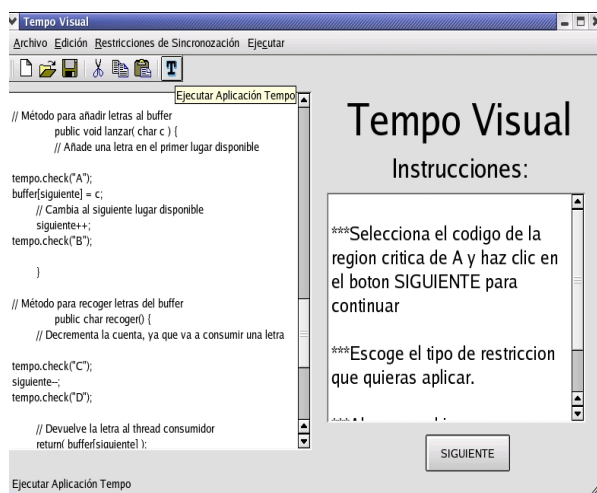 Tempo Visual
Archivo Edición Restricciones de Sincronozación Ejecutar
T
Ejecutar Aplicación Tempo
// Método para añadir letras al buffer
public void lanzar( char c ) {
// Añade una letra en el primer lugar disponible
tempo.check("A");
buffer[siguiente] = c;
// Cambia al siguiente lugar disponible
siguiente++;
tempo.check("B");
}
// Método para recoger letras del buffer
public char recoger() {
// Decrementa la cuenta, ya que va a consumir una letra
tempo.check("C");
siguiente--;
tempo.check("D");
// Devuelve la letra al thread consumidor
return( buffer[siguiente] );
Tempo Visual
Instrucciones:
***Selecciona el codigo de la
region critica de A y haz clic en
el boton SIGUIENTE para
continuar
***Escoge el tipo de restriccion
que quieras aplicar.
SIGUIENTE
Ejecutar Aplicación Tempo